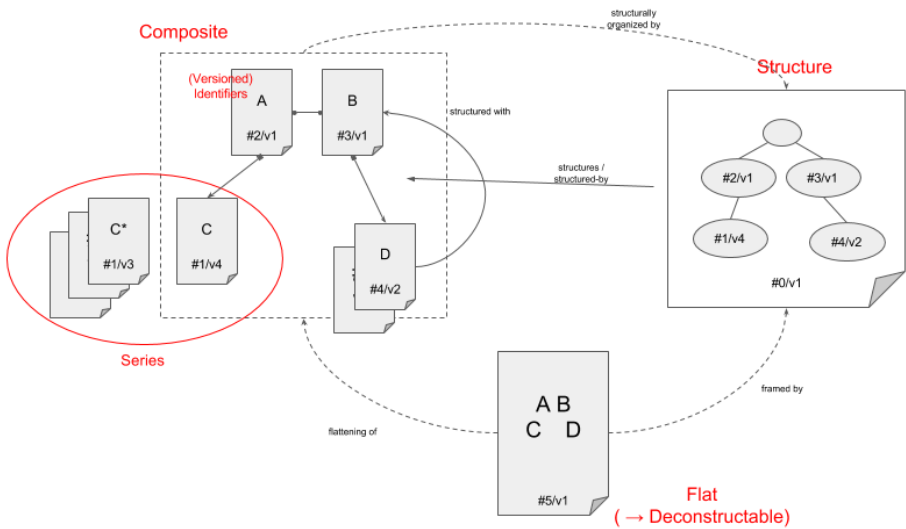 Composite
structurally
organized by
Structure
(Versioned)
Identifiers
A
#2/v1
B
#3/v1
structured with
structures /
structured-by
#2/v1
#3/v1
#1/v4
#4/v2
#0/v1
C*
#1/v3
C
#1/v4
D
#4/v2
Series
flattening of
A B
C D
#5/v1
framed by
Flat
( → Deconstructable)